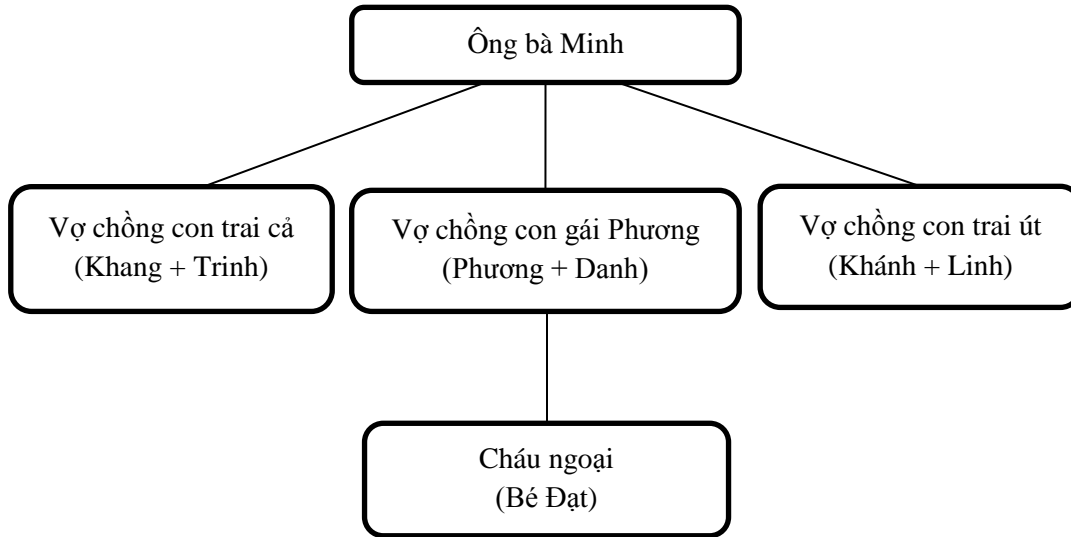 Ông bà Minh
Vợ chồng con trai cả
(Khang + Trinh)
Vợ chồng con gái Phương
(Phương + Danh)
Vợ chồng con trai út
(Khánh + Linh)
Cháu ngoại
(Bé Đạt)